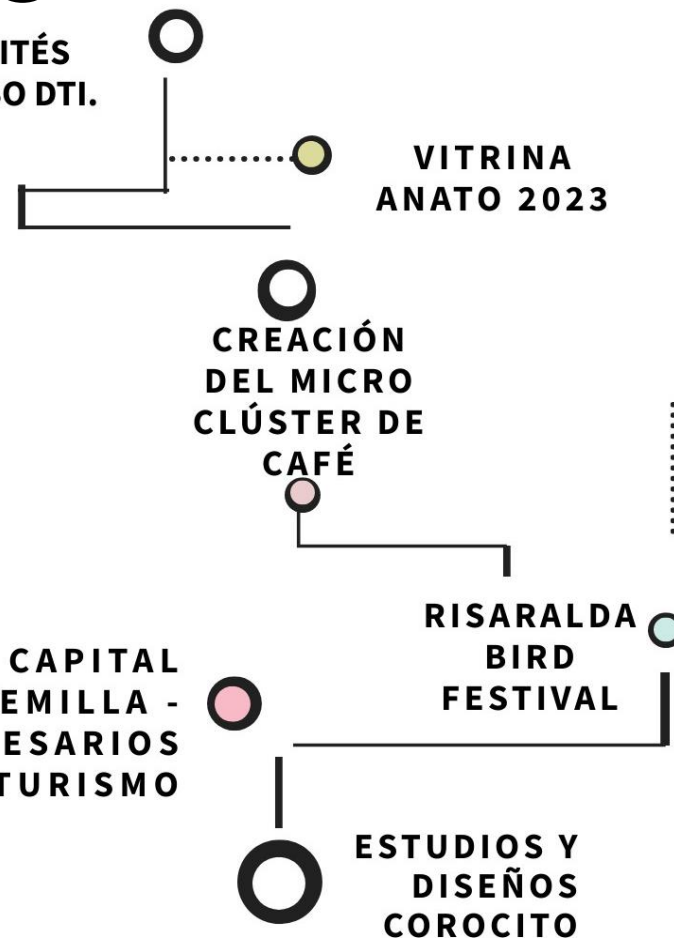 ITÉS
O DTI.
VITRINA
ANATO 2023
CREACIÓN
DEL MICRO
CLÚSTER DE
CAFÉ
RISARALDA
BIRD
FESTIVAL
CAPITAL
EMILLA -
ESARIOS
TURISMO
ESTUDIOS Y
DISEÑOS
COROCITO